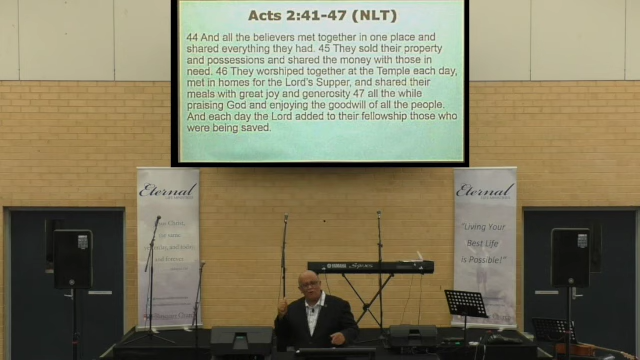 Acts 2:41-47 (NLT)
44 And all the believers met together in one place and
shared everything they had. 45 They sold their property
and possessions and shared the money with those in
need. 46 They worshiped together at the Temple each day,
met in homes for the Lord's Supper, and shared their
meals with great joy and generosity 47 all the while
praising God and enjoying the goodwill of all the people.
And each day the Lord added to their fellowship those who
were being saved.
Eternal
Eternal
"Living Your
Best Life
is Possible!"
YAMAHA